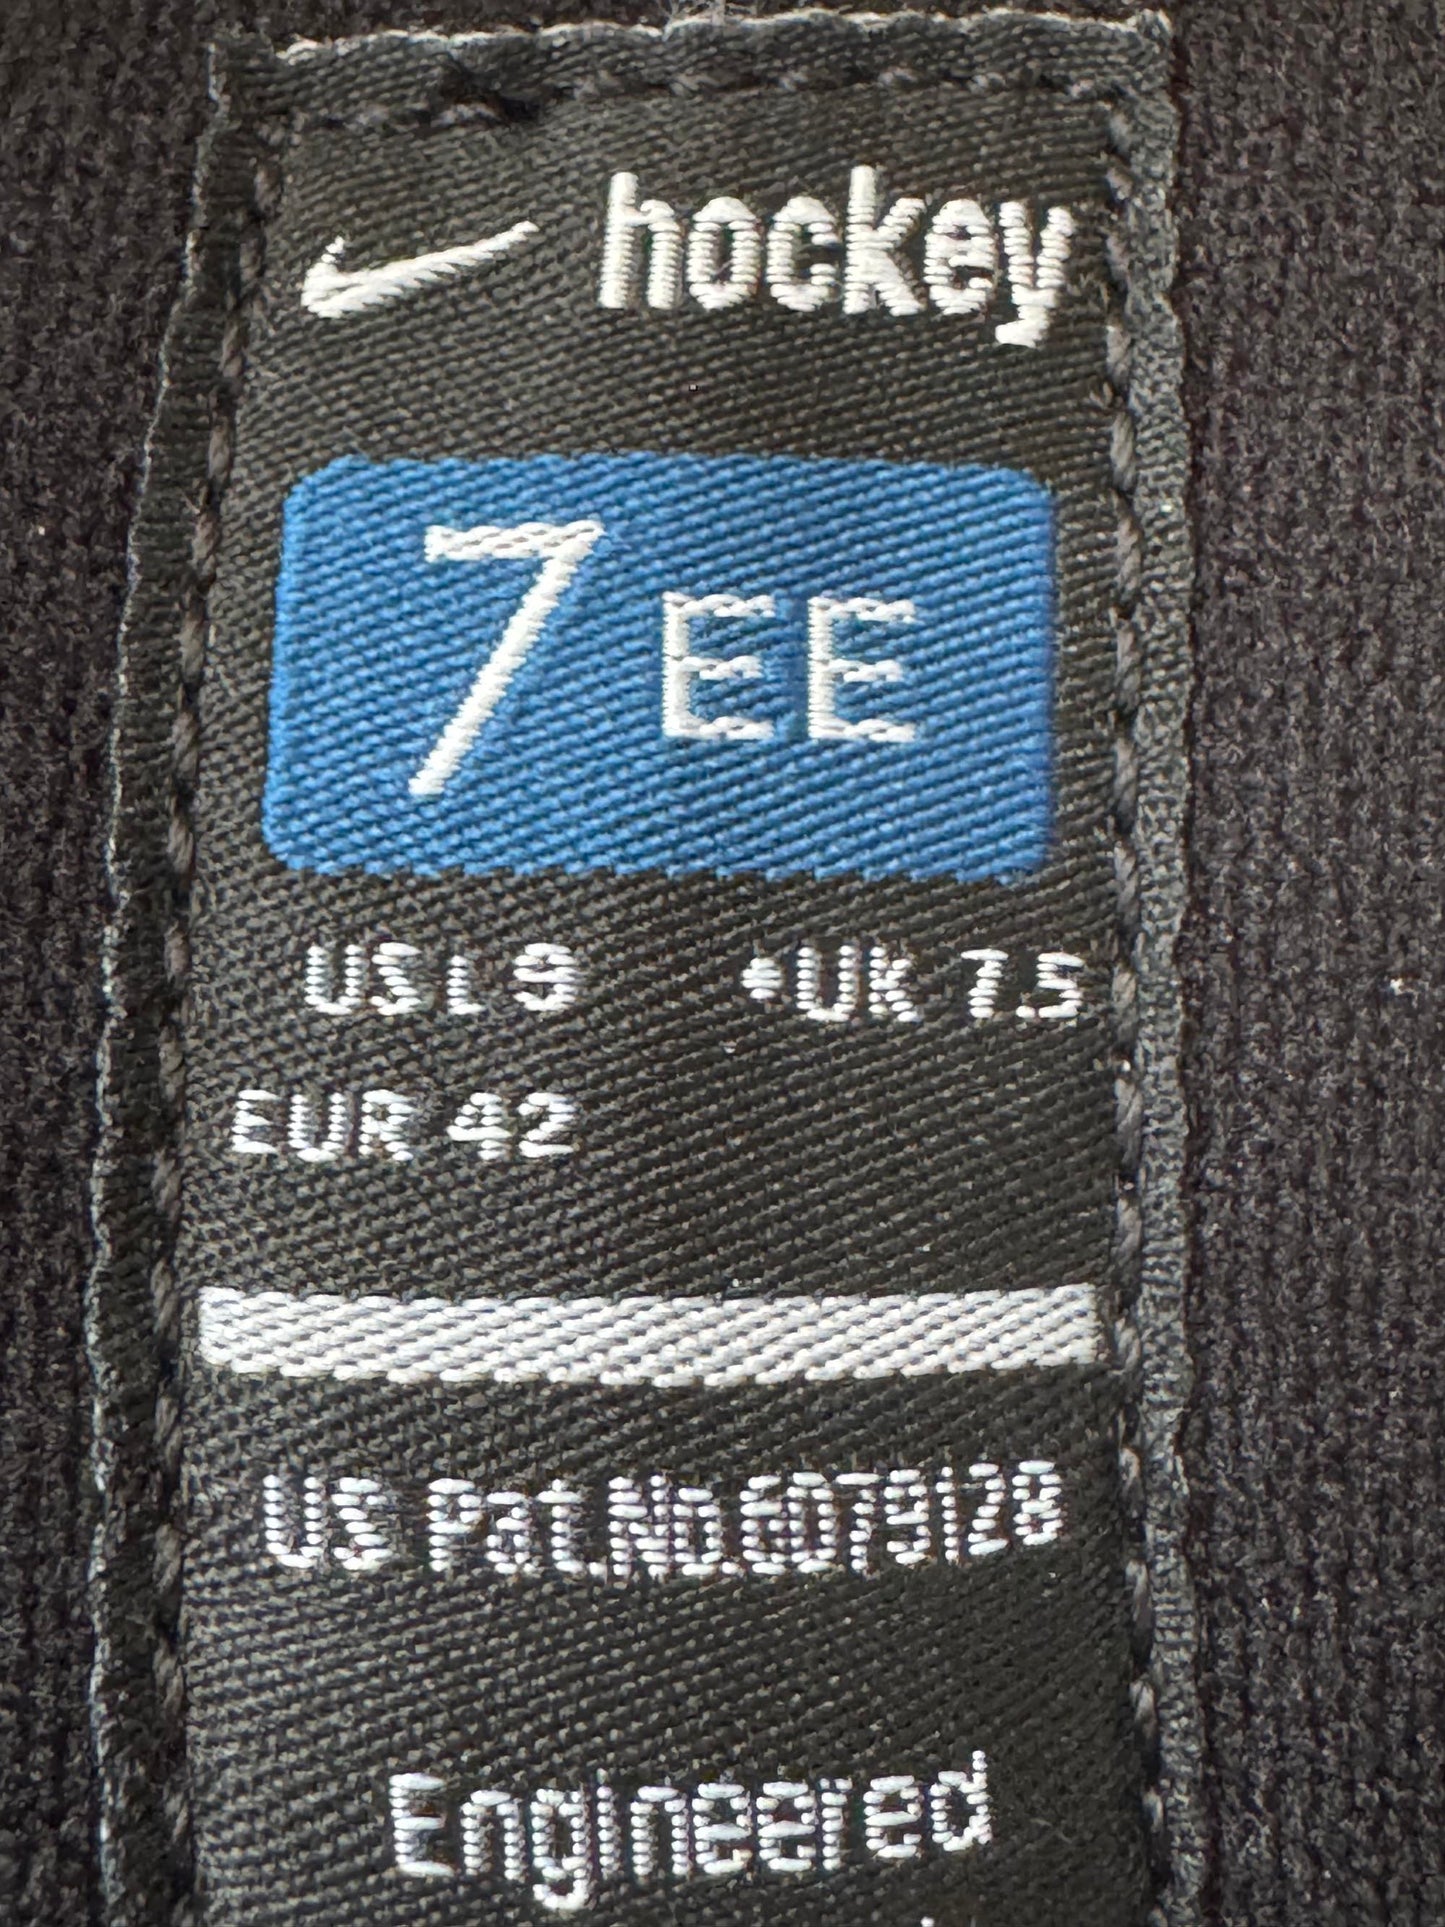 hockey
7 EE
US L 9 •UK 7.5
EUR 42
US Pat.No.6079128
Engineered